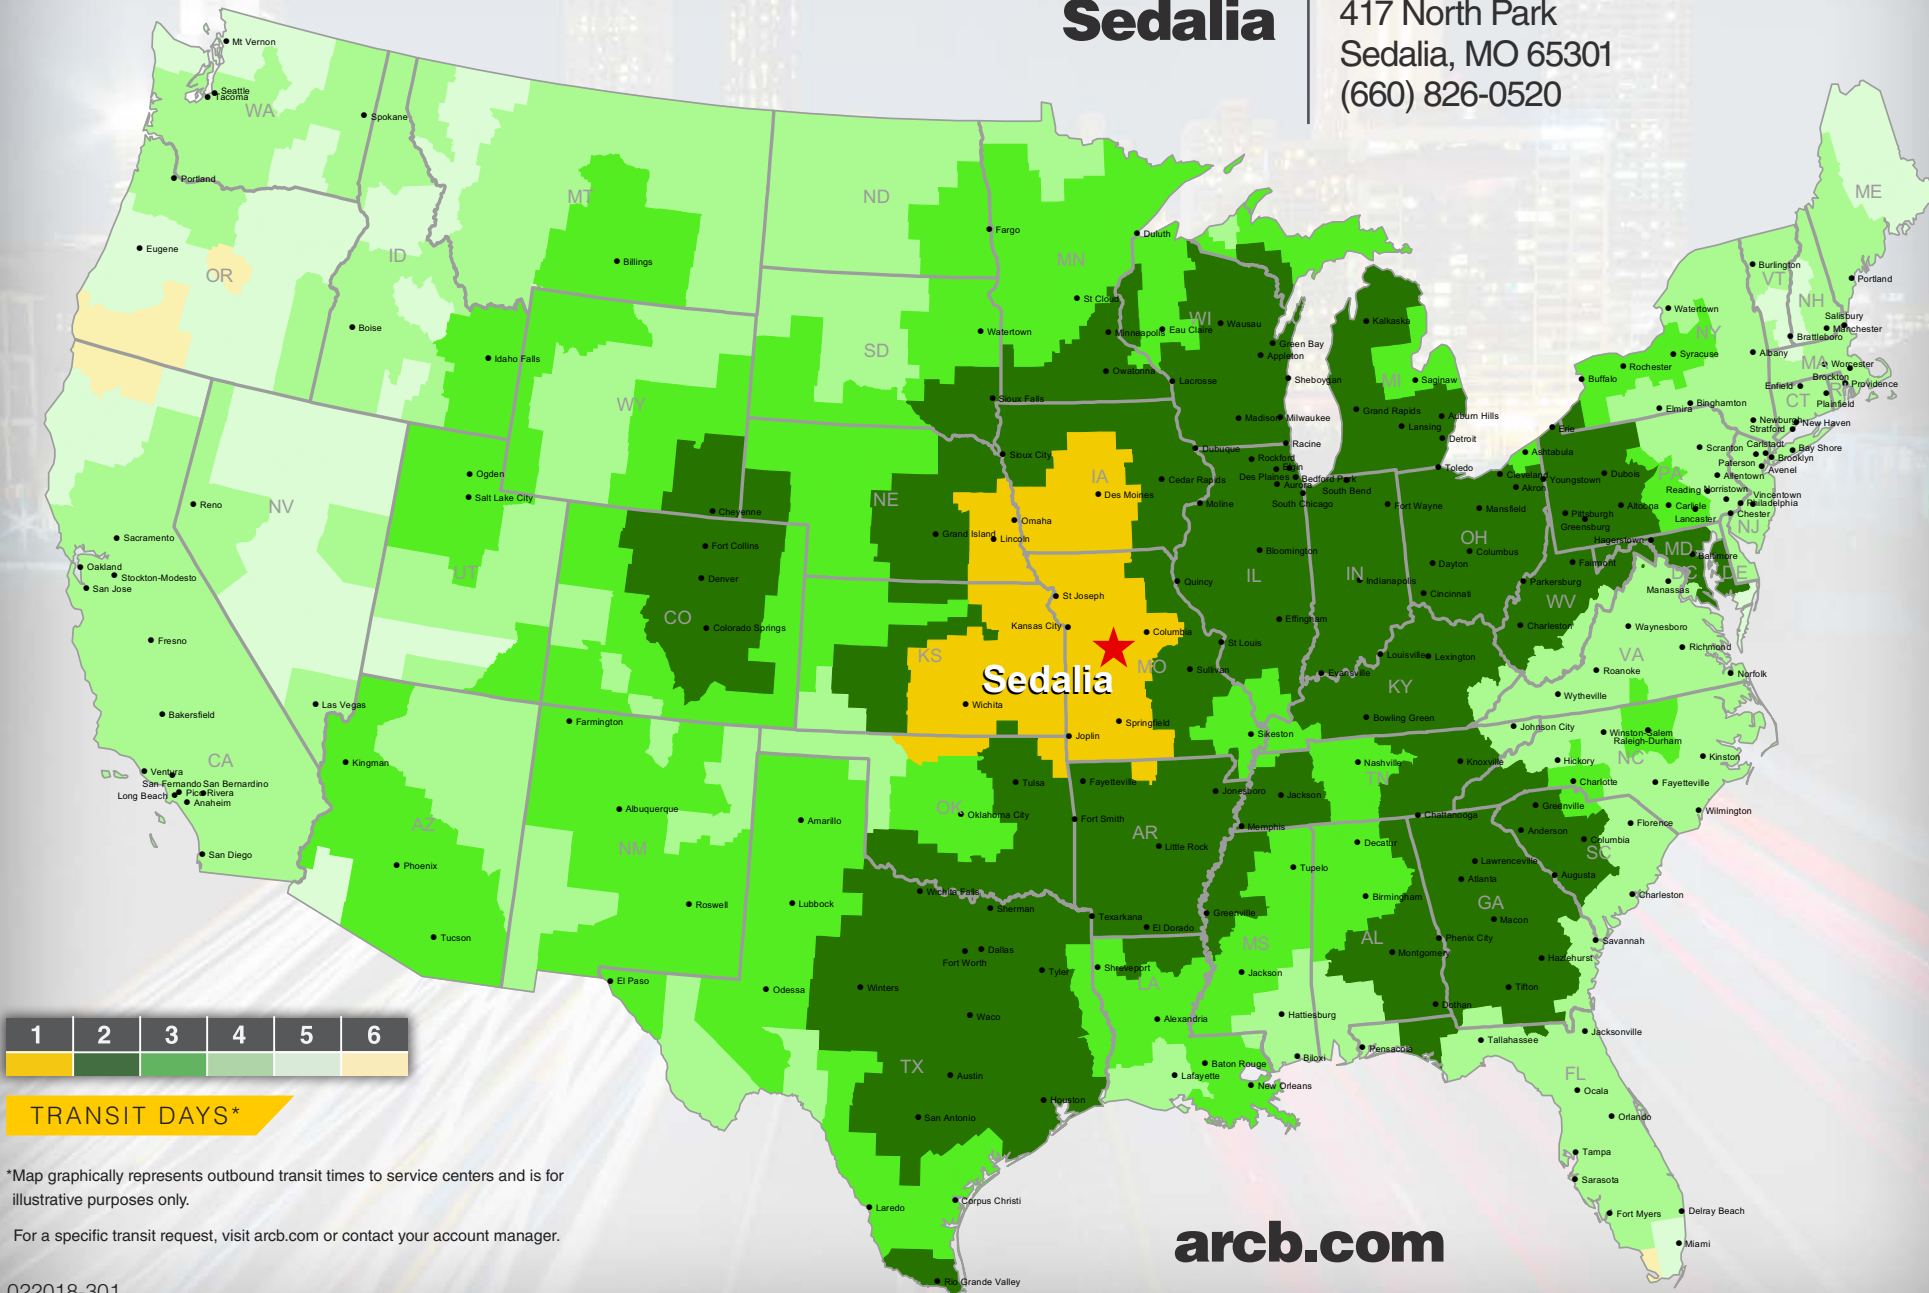 Sedalia
417 North Park
Sedalia, MO 65301
(660) 826-0520
Mt Vernon
Seattle
Tacoma
WA
Spokane
Portland
Eugene
OR
ID
Boise
Idaho Falls
MT
Billings
ND
Fargo
MN
Duluth
St Cloud
Minneapolis
Owatonna
SD
Watertown
Sioux Falls
WY
Cheyenne
WI
Eau Claire
Wausau
Green Bay
Appleton
Lacrosse
Sheboygan
Madison
Milwaukee
Racine
MI
Kalkaska
Saginaw
Grand Rapids
Lansing
Auburn Hills
Detroit
ME
Portland
VT
Burlington
NH
Salisbury
Manchester
Brattleboro
MA
Worcester
Brockton
Providence
RI
Enfield
CT
Plainfield
NY
Watertown
Syracuse
Rochester
Buffalo
Albany
Elmira
Binghamton
Newburgh
Stratford
New Haven
Carlstadt
Bay Shore
Paterson
Brooklyn
Avenel
Scranton
Allentown
PA
Erie
Dubois
Reading
Norristown
Vincentown
Philadelphia
Altoona
Carlisle
Chester
Lancaster
Pittsburgh
Greensburg
NJ
Hagerstown
MD
Baltimore
DC
DE
Manassas
Ashtabula
Cleveland
Youngstown
Akron
Toledo
Mansfield
OH
Columbus
Dayton
Cincinnati
Fairmont
Parkersburg
WV
Charleston
VA
Waynesboro
Richmond
Roanoke
Norfolk
Wytheville
IN
South Bend
Fort Wayne
Indianapolis
Evansville
IL
Rockford
Elgin
Des Plaines
Bedford Park
Aurora
South Chicago
Moline
Bloomington
Quincy
Effingham
IA
Sioux City
Dubuque
Cedar Rapids
Des Moines
NE
Omaha
Grand Island
Lincoln
KS
Kansas City
Wichita
St Joseph
MO
Columbia
St Louis
Sullivan
Sedalia
Springfield
Joplin
Sikeston
KY
Louisville
Lexington
Bowling Green
NV
Reno
Las Vegas
CA
Sacramento
Oakland
Stockton-Modesto
San Jose
Fresno
Bakersfield
Ventura
San Fernando
San Bernardino
Long Beach
Pico Rivera
Anaheim
San Diego
UT
Ogden
Salt Lake City
CO
Fort Collins
Denver
Colorado Springs
AZ
Kingman
Phoenix
Tucson
NM
Farmington
Albuquerque
Roswell
TX
Amarillo
Lubbock
El Paso
Odessa
Wichita Falls
Sherman
Dallas
Fort Worth
Tyler
Winters
Waco
Austin
Houston
San Antonio
Corpus Christi
Laredo
Rio Grande Valley
OK
Tulsa
Oklahoma City
AR
Fayetteville
Fort Smith
Jonesboro
Little Rock
Texarkana
El Dorado
LA
Shreveport
Alexandria
Baton Rouge
Lafayette
New Orleans
MS
Tupelo
Greenville
Jackson
Hattiesburg
Biloxi
TN
Nashville
Jackson
Memphis
Knoxville
Chattanooga
Johnson City
AL
Decatur
Birmingham
Montgomery
Phenix City
Dothan
GA
Lawrenceville
Atlanta
Augusta
Macon
Hazlehurst
Tifton
Savannah
NC
Winston-Salem
Raleigh-Durham
Hickory
Kinston
Charlotte
Fayetteville
Wilmington
SC
Greenville
Anderson
Columbia
Florence
Charleston
FL
Pensacola
Tallahassee
Jacksonville
Ocala
Orlando
Tampa
Sarasota
Fort Myers
Delray Beach
Miami
1 2 3 4 5 6
TRANSIT DAYS*
*Map graphically represents outbound transit times to service centers and is for
illustrative purposes only.
For a specific transit request, visit arcb.com or contact your account manager.
022018-301
arcb.com